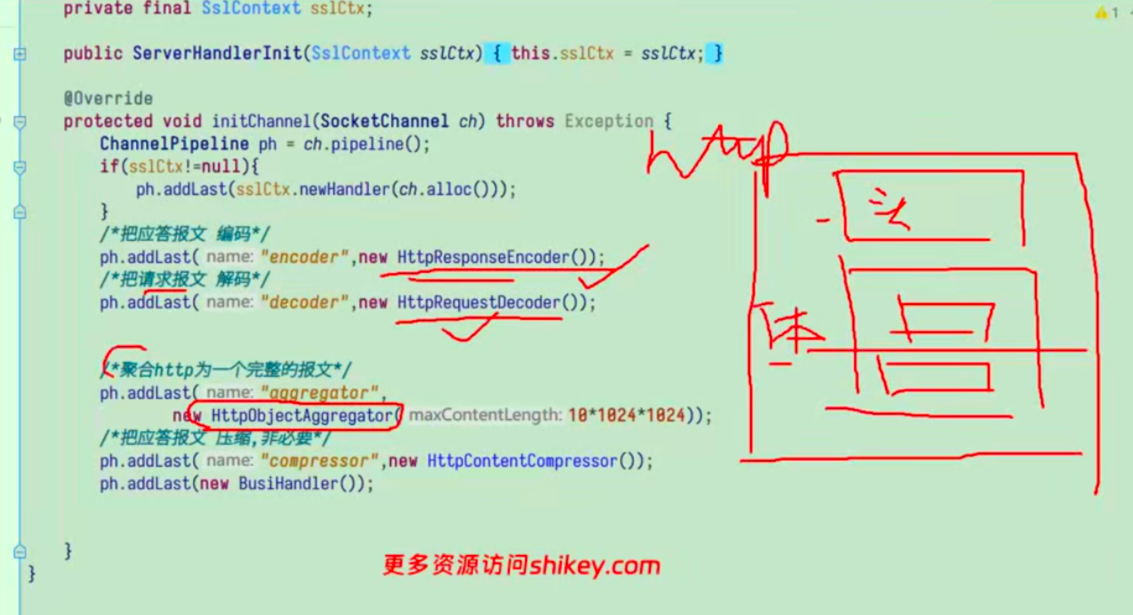 private final SslContext sslCtx;
1
public ServerHandlerInit(SslContext sslCtx) { this.sslCtx = sslCtx; }
@Override
protected void initChannel(SocketChannel ch) throws Exception {
ChannelPipeline ph = ch.pipeline();
http
if(sslCtx!=null){
ph.addLast(sslCtx.newHandler(ch.alloc()));
}
头
/*把应答报文 编码*/
ph.addLast( name: "encoder",new HttpResponseEncoder());
/*把请求报文 解码*/
ph.addLast( name: "decoder",new HttpRequestDecoder());
体
/*聚合http为一个完整的报文*/
ph.addLast( name: "aggregator",
new HttpObjectAggregator( maxContentLength: 10*1024*1024));
/*把应答报文 压缩,非必要*/
ph.addLast( name: "compressor",new HttpContentCompressor());
ph.addLast(new BusiHandler());
}
更多资源访问shikey.com
}